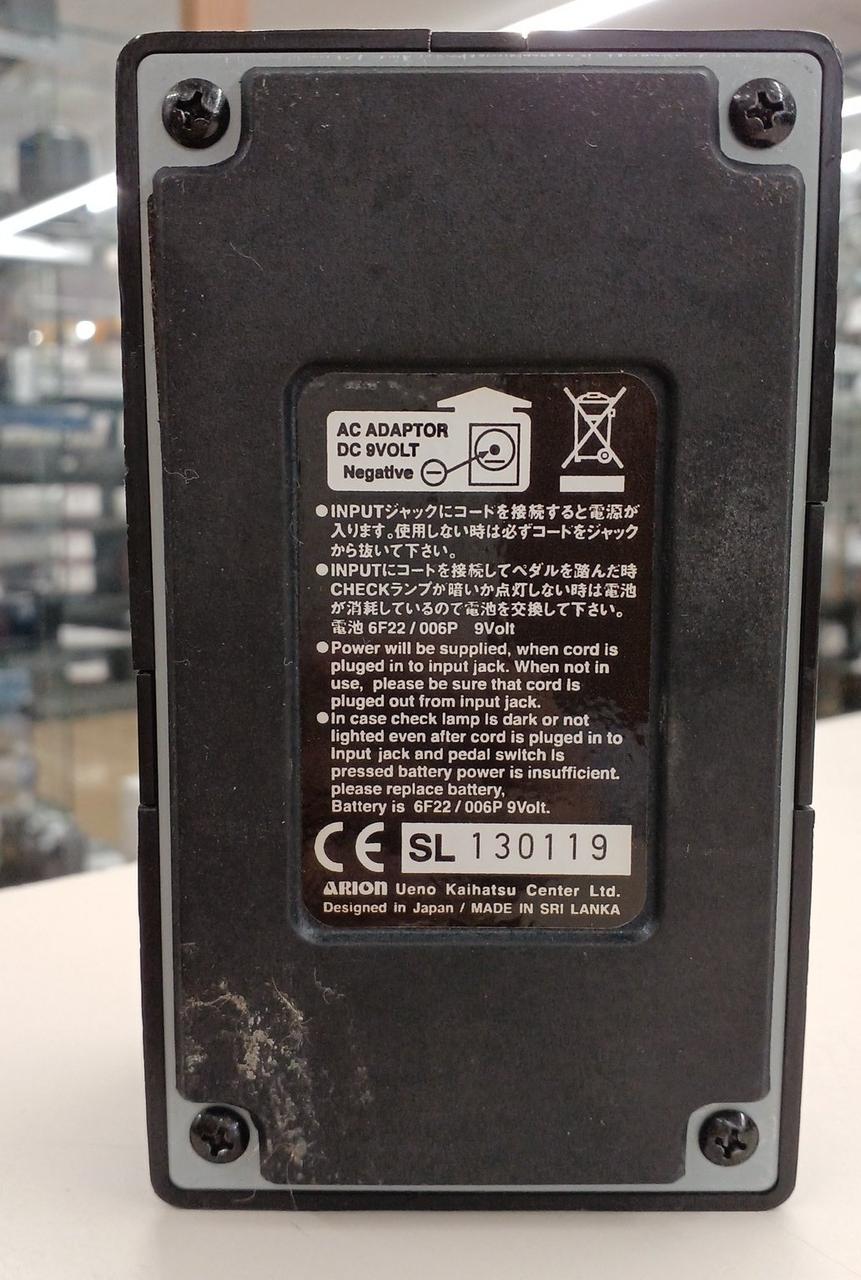 AC ADAPTOR
DC 9VOLT
Negative
●INPUTジャックにコードを接続すると電源が
入ります。使用しない時は必ずコードをジャック
から抜いて下さい。
●INPUTにコードを接続してペダルを踏んだ時
CHECKランプが暗いか点灯しない時は電池
が消耗しているので電池を交換して下さい。
電池 6F22 / 006P 9Volt
●Power will be supplied, when cord is
pluged in to input jack. When not in
use, please be sure that cord is
pluged out from input jack.
●In case check lamp is dark or not
lighted even after cord is pluged in to
Input jack and pedal switch is
pressed battery power is insufficient.
please replace battery,
Battery is 6F22 / 006P 9Volt.
CE SL 130119
ARION Ueno Kaihatsu Center Ltd.
Designed in Japan / MADE IN SRI LANKA